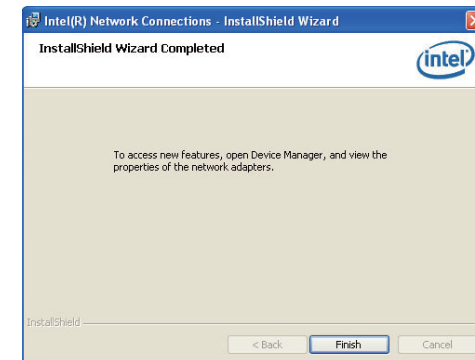 Intel(R) Network Connections - InstallShield Wizard
InstallShield Wizard Completed
intel
To access new features, open Device Manager, and view the
properties of the network adapters.
InstallShield
< Back
Finish
Cancel